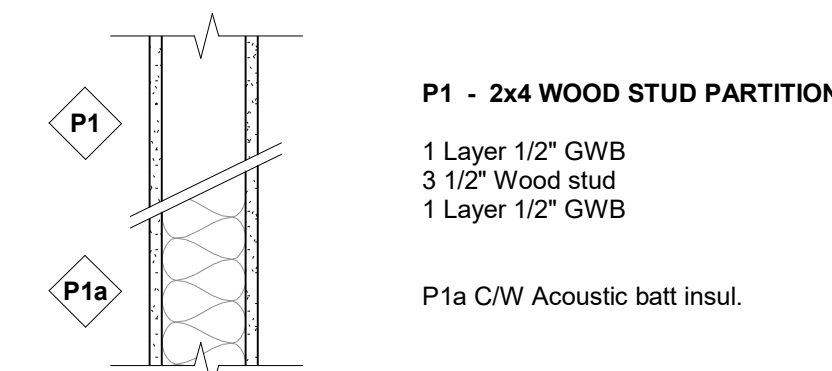 P1 - 2x4 WOOD STUD PARTITION
P1
1 Layer 1/2" GWB
3 1/2" Wood stud
1 Layer 1/2" GWB
P1a
P1a C/W Acoustic batt insul.